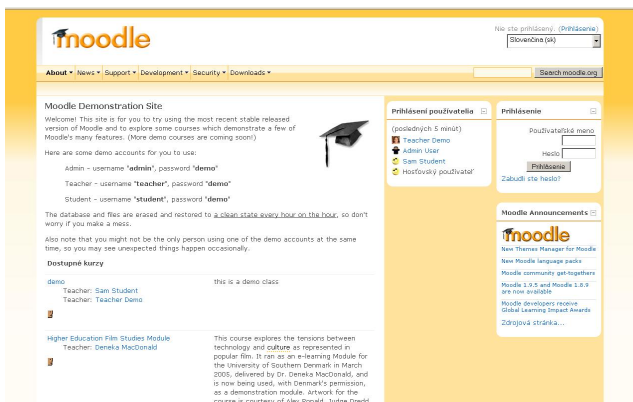 moodle
Nie ste prihlásený. (Prihlásenie)
Slovenčina (sk)
About News Support Development Security Downloads
Search moodle.org
Moodle Demonstration Site
Welcome! This site is for you to try using the most recent stable released
version of Moodle and to explore some courses which demonstrate a few of
Moodle's many features. (More demo courses are coming soon!)
Here are some demo accounts for you to use:
Admin - username "admin", password "demo"
Teacher - username "teacher", password "demo"
Student - username "student", password "demo"
The database and files are erased and restored to a clean state every hour on the hour, so don't
worry if you make a mess.
Also note that you might not be the only person using one of the demo accounts at the same
time, so you may see unexpected things happen occasionally.
Dostupné kurzy
demo
Teacher: Sam Student
Teacher: Teacher Demo
this is a demo class
Higher Education Film Studies Module
Teacher: Deneka MacDonald
This course explores the tensions between
technology and culture as represented in
popular film. It ran as an e-learning Module for
the University of Southern Denmark in March
2005, delivered by Dr. Deneka MacDonald, and
is now being used, with Denmark's permission,
as a demonstration module. Artwork for the
course is courtesy of Alex Ronald, Judge Dredd
Prihlásení používatelia
(posledných 5 minút)
Teacher Demo
Admin User
Sam Student
Hosťovský používateľ
Prihlásenie
Používateľské meno
Heslo
Prihlásenie
Zabudli ste heslo?
Moodle Announcements
moodle
New Themes Manager for Moodle
New Moodle language packs
Moodle community get-togethers
Moodle 1.9.5 and Moodle 1.8.9
are now available
Moodle developers receive
Global Learning Impact Awards
Zdrojová stránka...